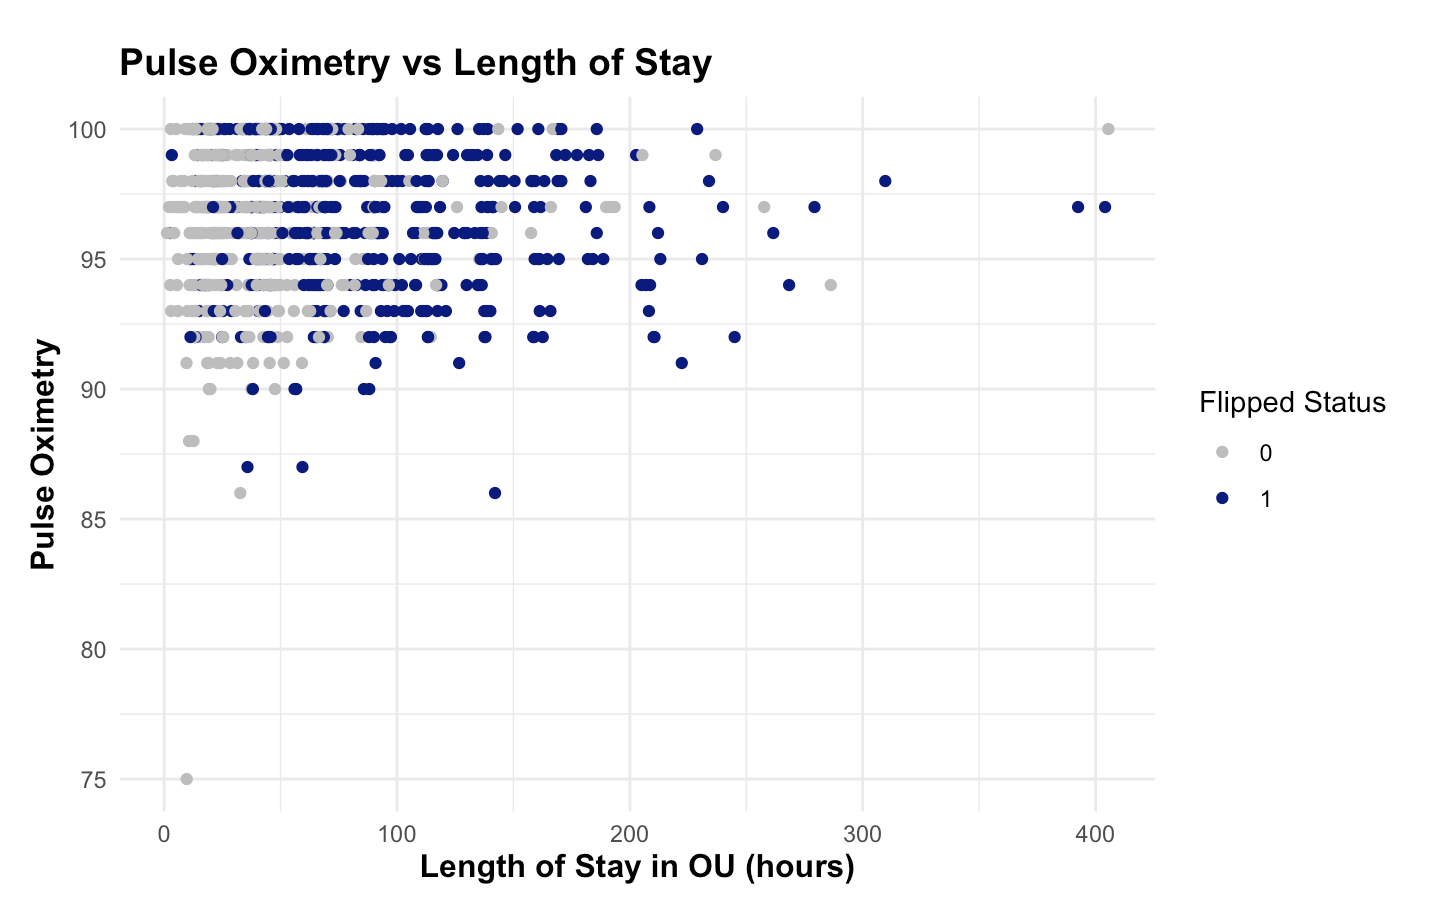 Pulse Oximetry vs Length of Stay
100
95
90
85
80
75
Pulse Oximetry
0 100 200 300 400
Length of Stay in OU (hours)
Flipped Status
0
1